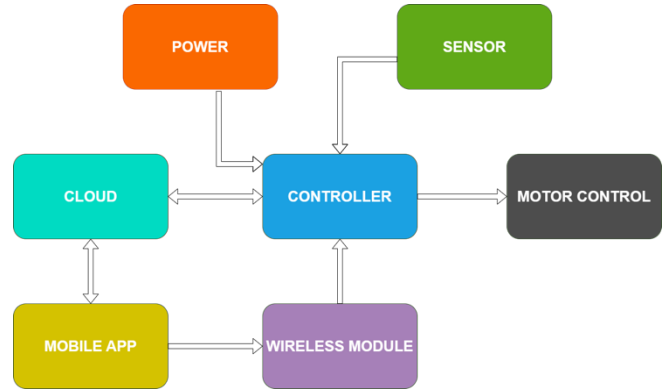 POWER
SENSOR
CLOUD
CONTROLLER
MOTOR CONTROL
MOBILE APP
WIRELESS MODULE